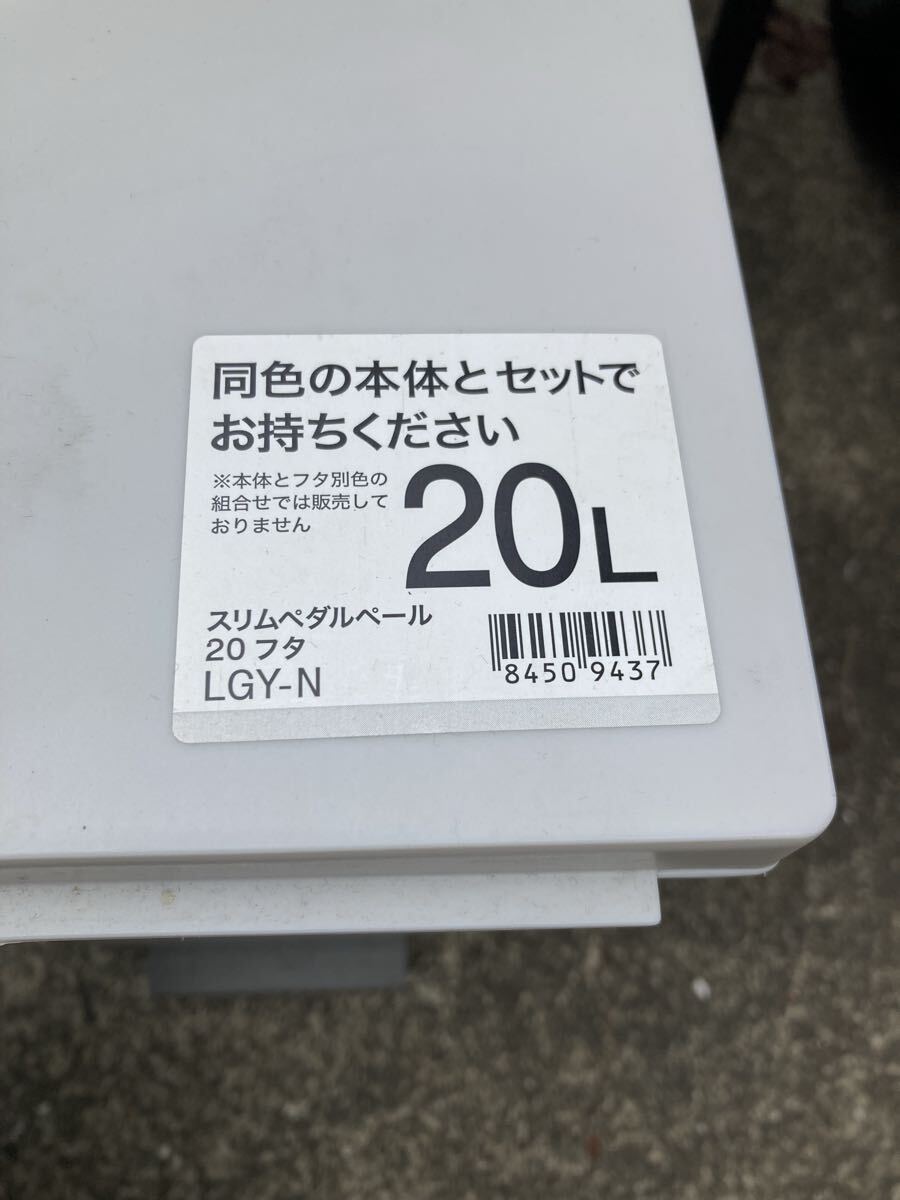 同色の本体とセットで
お持ちください
※本体とフタ別色の
組合せでは販売して
おりません
20L
スリムペダルペール
20フタ
LGY-N
8450 9437